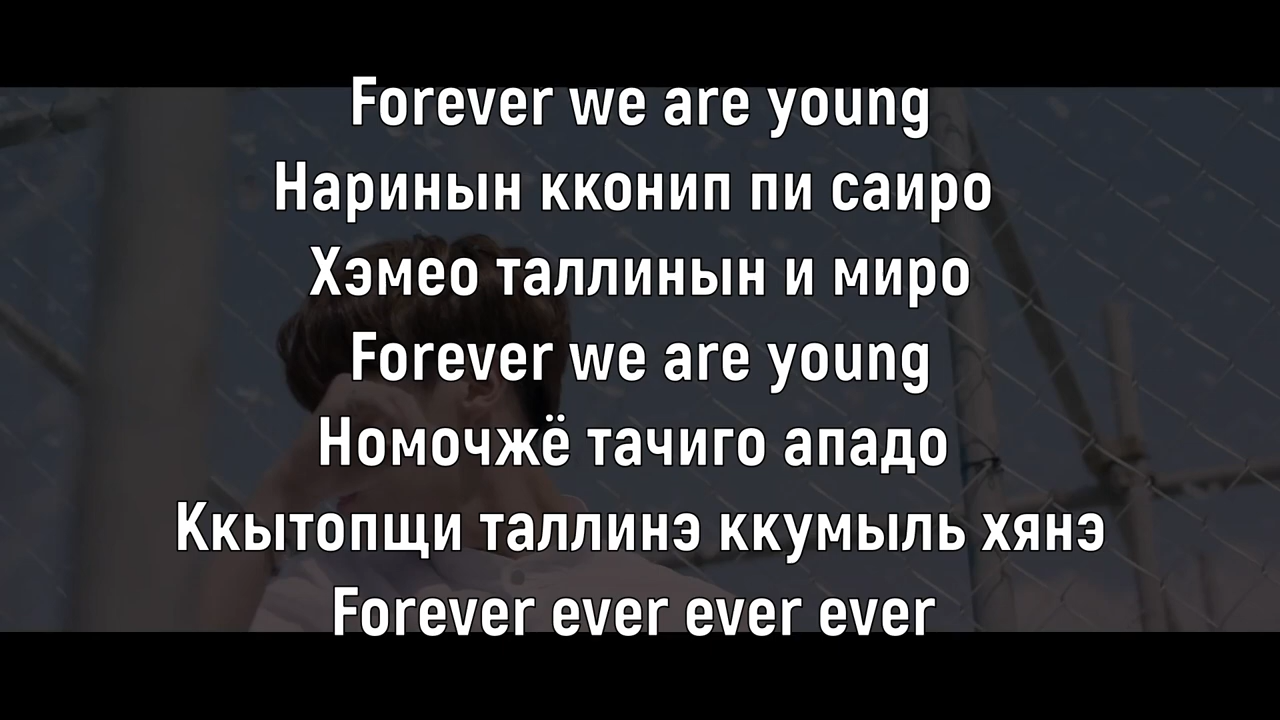 Forever we are young
Наринын кконип пи саиро
Хэмео таллинын и миро
Forever we are young
Номочжё тачиго ападо
Ккытопщи таллинэ ккумыль хянэ
Forever ever ever ever